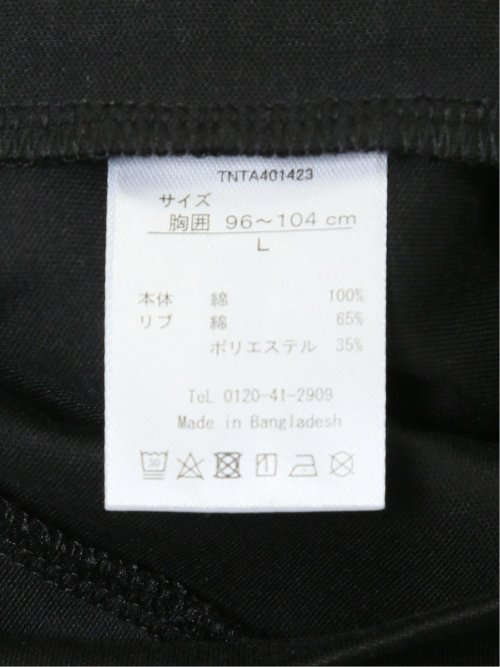 TNTA401423
サイズ
胸囲 96～104 cm
L
本体 綿 100%
リブ 綿 65%
ポリエステル 35%
TeL 0120-41-2909
Made in Bangladesh
30